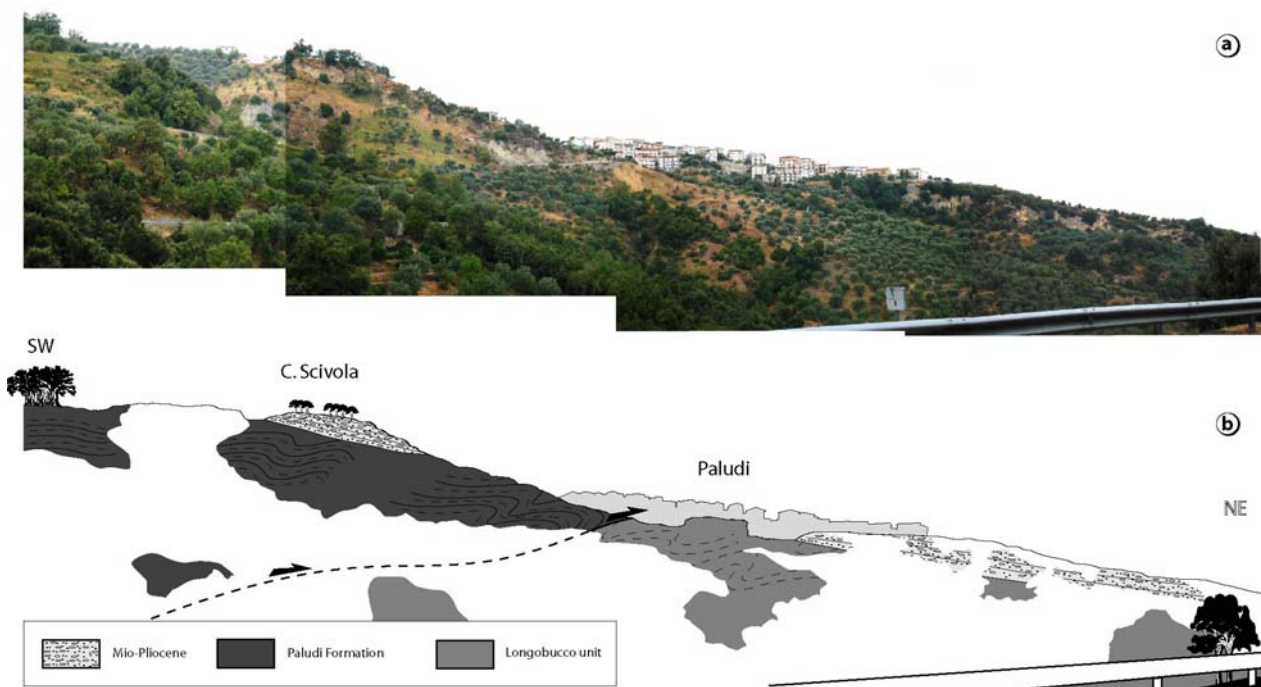 a
SW
C. Scivola
b
Paludi
NE
Mio-Pliocene
Paludi Formation
Longobucco unit